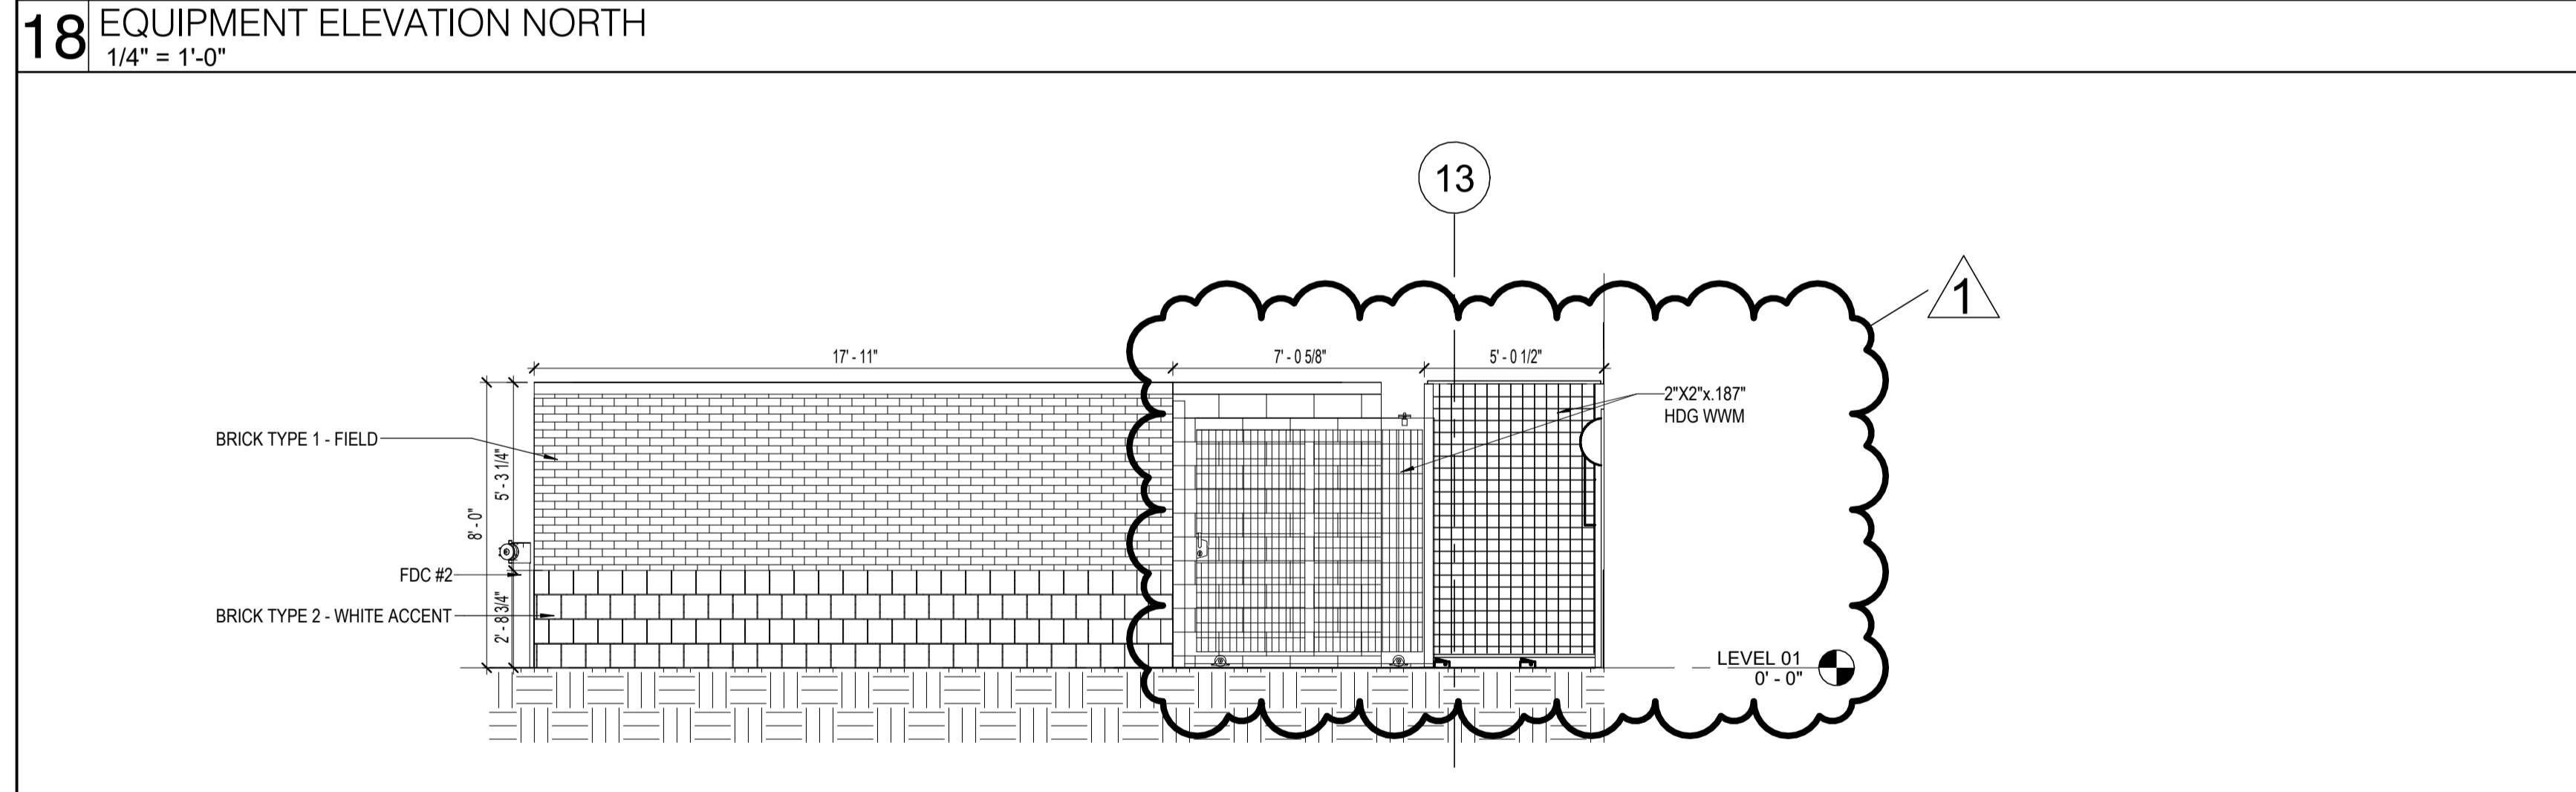 18
EQUIPMENT ELEVATION NORTH
1/4" = 1'-0"
13
1
17' - 11"
7' - 0 5/8"
5' - 0 1/2"
2"X2"x.187"
HDG WWM
BRICK TYPE 1 - FIELD
5' - 3 1/4"
8' - 0"
FDC #2
2' - 8 3/4"
BRICK TYPE 2 - WHITE ACCENT
LEVEL 01
0' - 0"